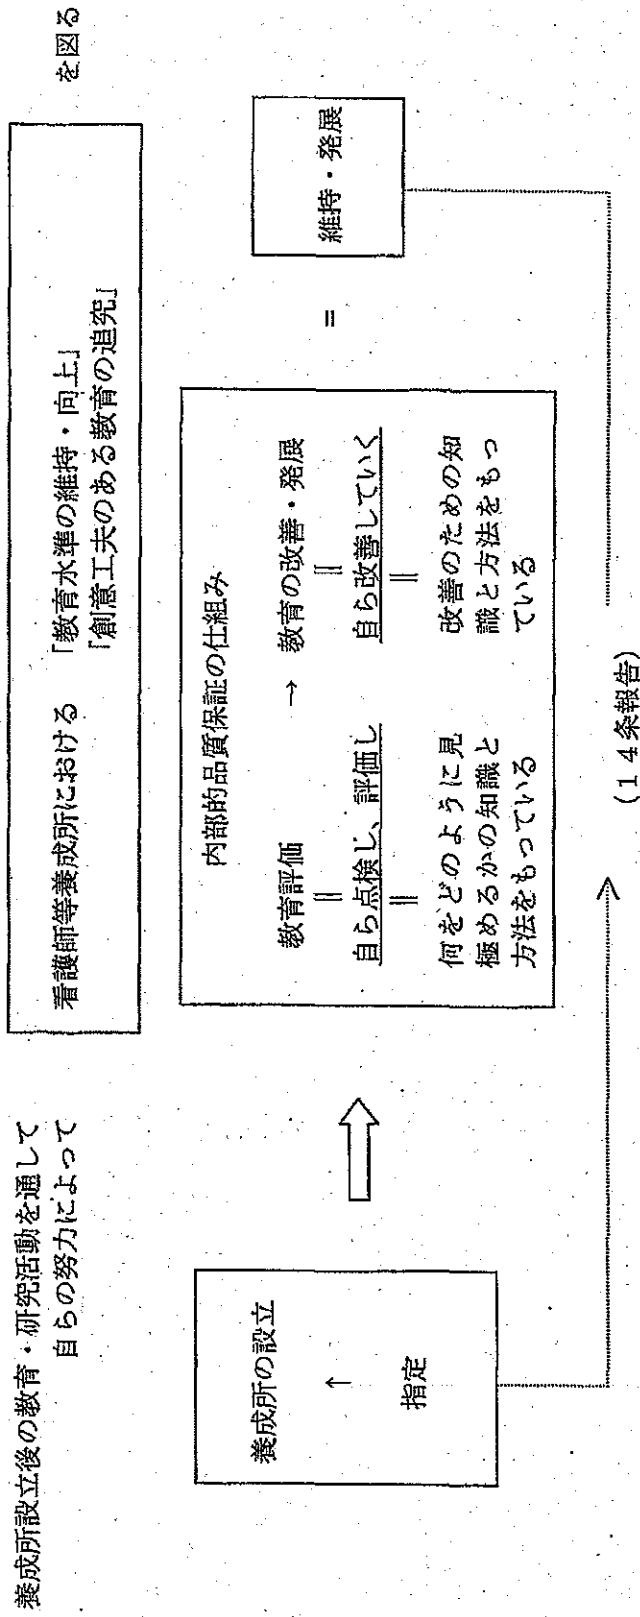 養成所設立後の教育・研究活動を通して
自らの努力によって
看護師等養成所における 「教育水準の維持・向上」
「創意工夫のある教育の追究」
を図る
養成所の設立
↑
指定
⇨
内部的品質保証の仕組み
教育評価 → 教育の改善・発展
|| ||
自ら点検し、評価し 自ら改善していく
|| ||
何をどのように見
極めるかの知識と
方法をもっている
改善のための知
識と方法をもっ
ている
=
維持・発展
(14条報告)